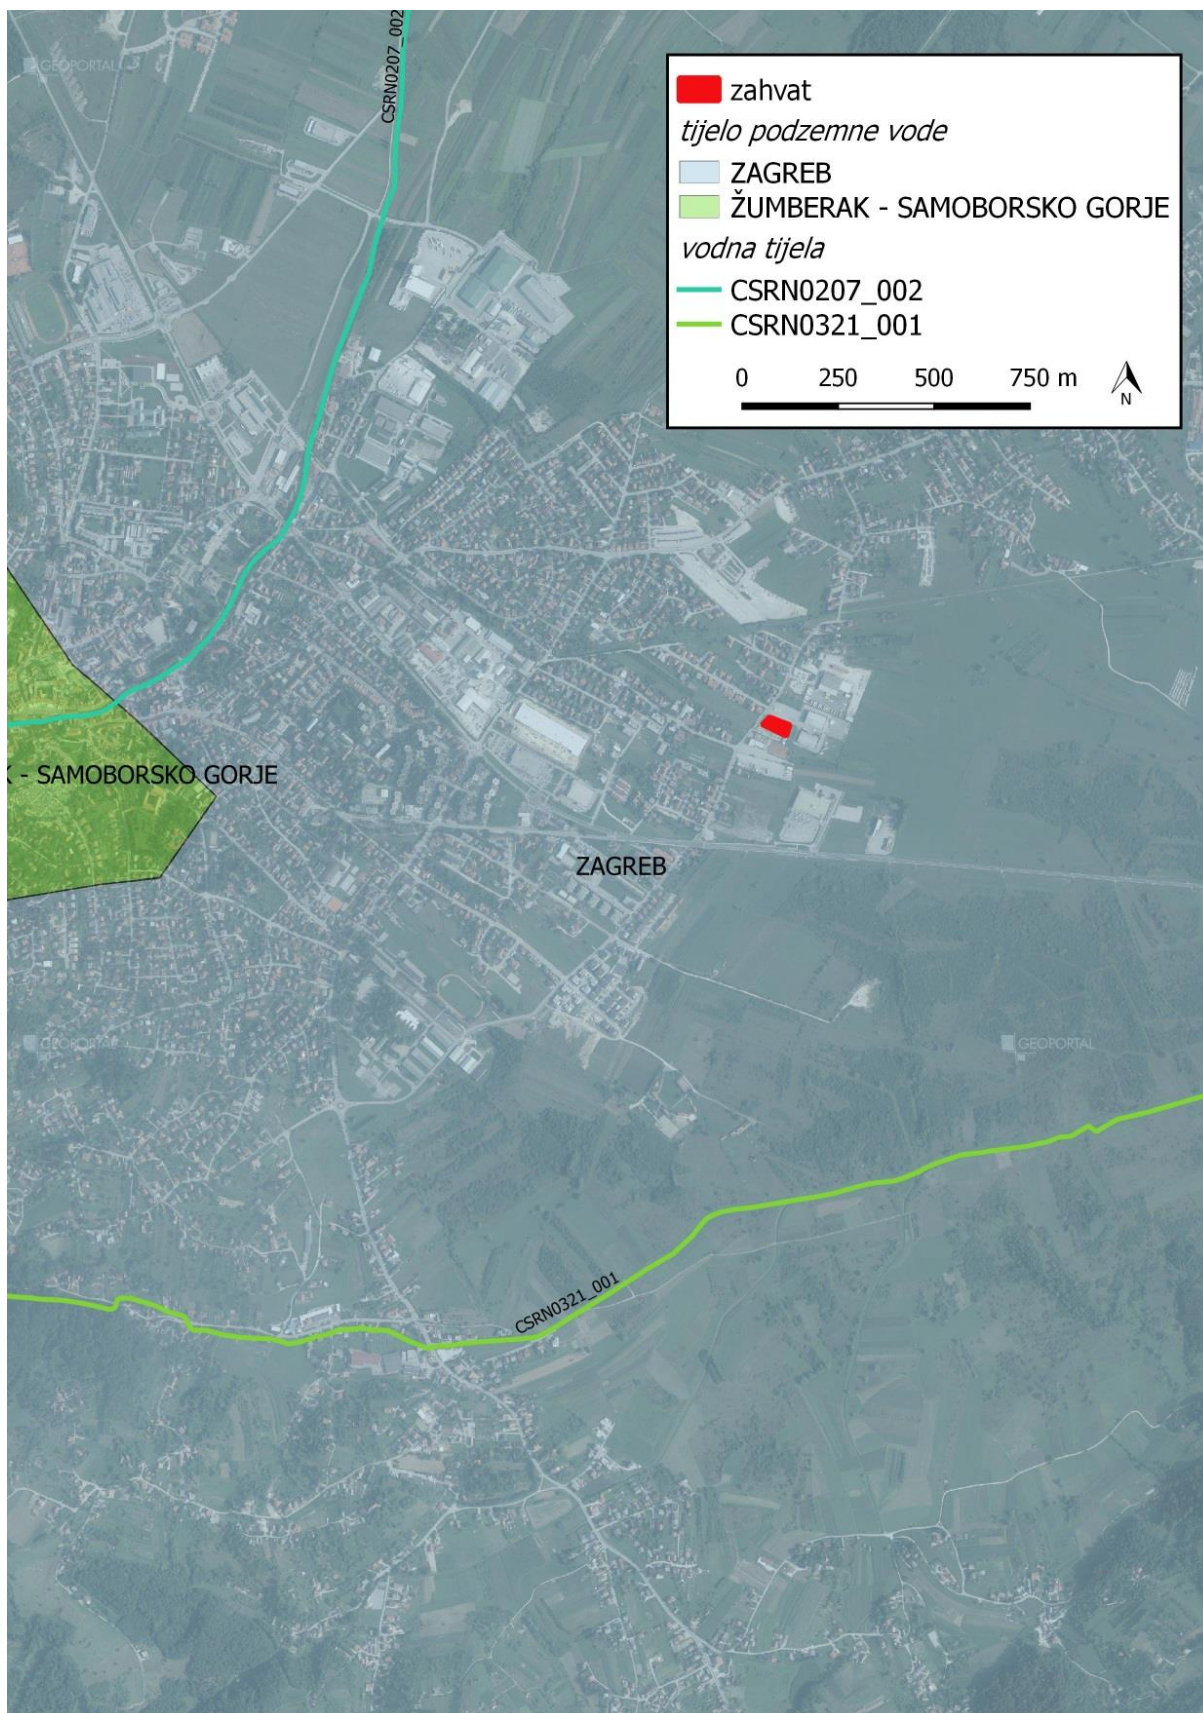 CSRN0207_002
GEOPORTAL
zahvat
tijelo podzemne vode
ZAGREB
ŽUMBERAK - SAMOBORSKO GORJE
vodna tijela
CSRN0207_002
CSRN0321_001
0 250 500 750 m
N
K - SAMOBORSKO GORJE
ZAGREB
GEOPORTAL
GEOPORTAL
CSRN0321_001